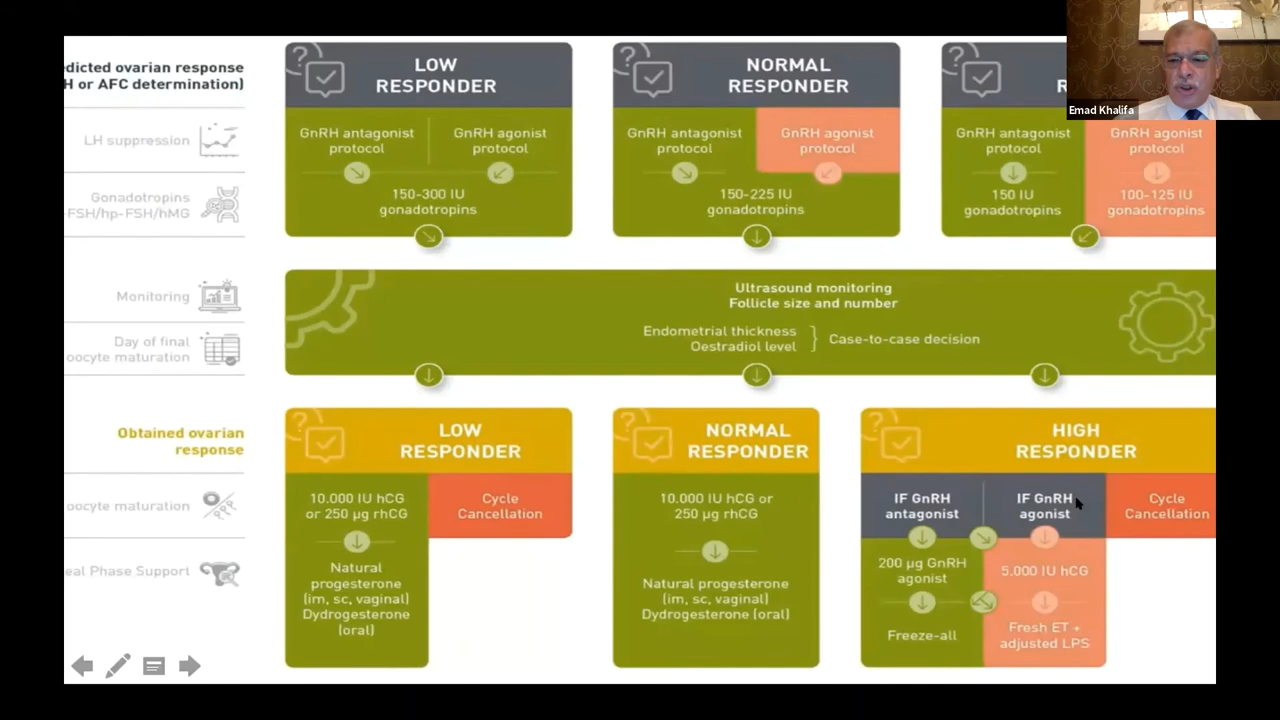 Emad Khalifa
edicted ovarian response
H or AFC determination)
LH suppression
Gonadotropins
-FSH/hp-FSH/hMG
Monitoring
Day of final
oocyte maturation
Obtained ovarian
response
oocyte maturation
eal Phase Support
LOW
RESPONDER
GnRH antagonist
protocol
GnRH agonist
protocol
150-300 IU
gonadotropins
NORMAL
RESPONDER
GnRH antagonist
protocol
GnRH agonist
protocol
150-225 IU
gonadotropins
R
GnRH antagonist
protocol
GnRH agonist
protocol
150 IU
gonadotropins
100-125 IU
gonadotropins
Ultrasound monitoring
Follicle size and number
Endometrial thickness
Oestradiol level
} Case-to-case decision
LOW
RESPONDER
10.000 IU hCG
or 250 µg rhCG
Cycle
Cancellation
Natural
progesterone
(im, sc, vaginal)
Dydrogesterone
(oral)
NORMAL
RESPONDER
10.000 IU hCG or
250 µg rhCG
Natural progesterone
(im, sc, vaginal)
Dydrogesterone (oral)
HIGH
RESPONDER
IF GnRH
antagonist
IF GnRH
agonist
Cycle
Cancellation
200 µg GnRH
agonist
5.000 IU hCG
Freeze-all
Fresh ET +
adjusted LPS